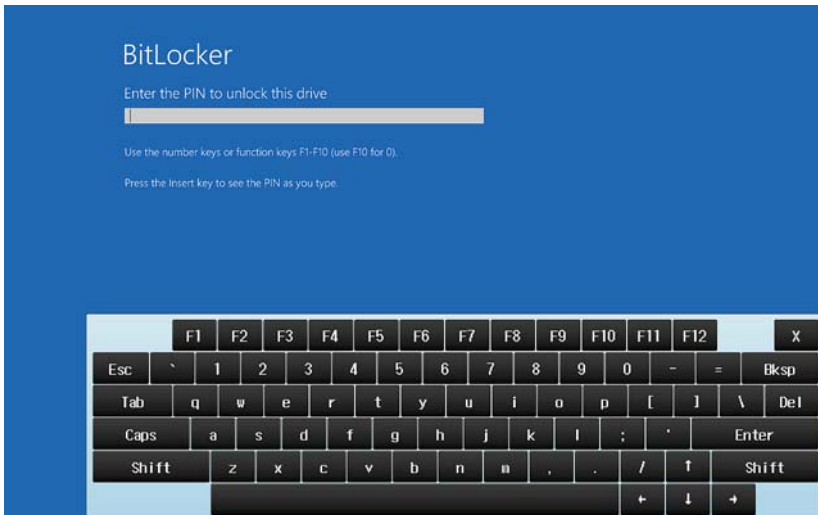 BitLocker
Enter the PIN to unlock this drive
Use the number keys or function keys F1-F10 (use F10 for 0).
Press the Insert key to see the PIN as you type.
F1 F2 F3 F4 F5 F6 F7 F8 F9 F10 F11 F12 X
Esc ` 1 2 3 4 5 6 7 8 9 0 - = Bksp
Tab q w e r t y u i o p [ ] \ Del
Caps a s d f g h j k l ; ' Enter
Shift z x c v b n m , . / ↑ Shift
← ↓ →